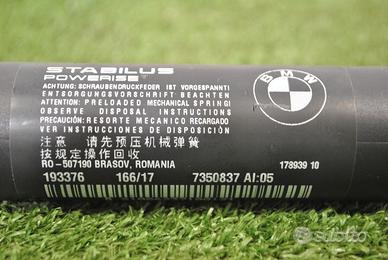 STABILUS
POWERISE
BMW
ACHTUNG: SCHRAUBENDRUCKFEDER IST VORGESPANNT!
ENTSORGUNGSVORSCHRIFT BEACHTEN
ATTENTION: PRELOADED MECHANICAL SPRING!
OBSERVE DISPOSAL INSTRUCTIONS
PRECAUCIÓN: RESORTE MECANICO RECARGADO
VER INSTRUCCIONES DE DISPOSICION
注意 请先预压机械弹簧
按规定操作回收
RO-507190 BRASOV, ROMANIA 178939 10
193376 166/17 7350837 AI:05
subito